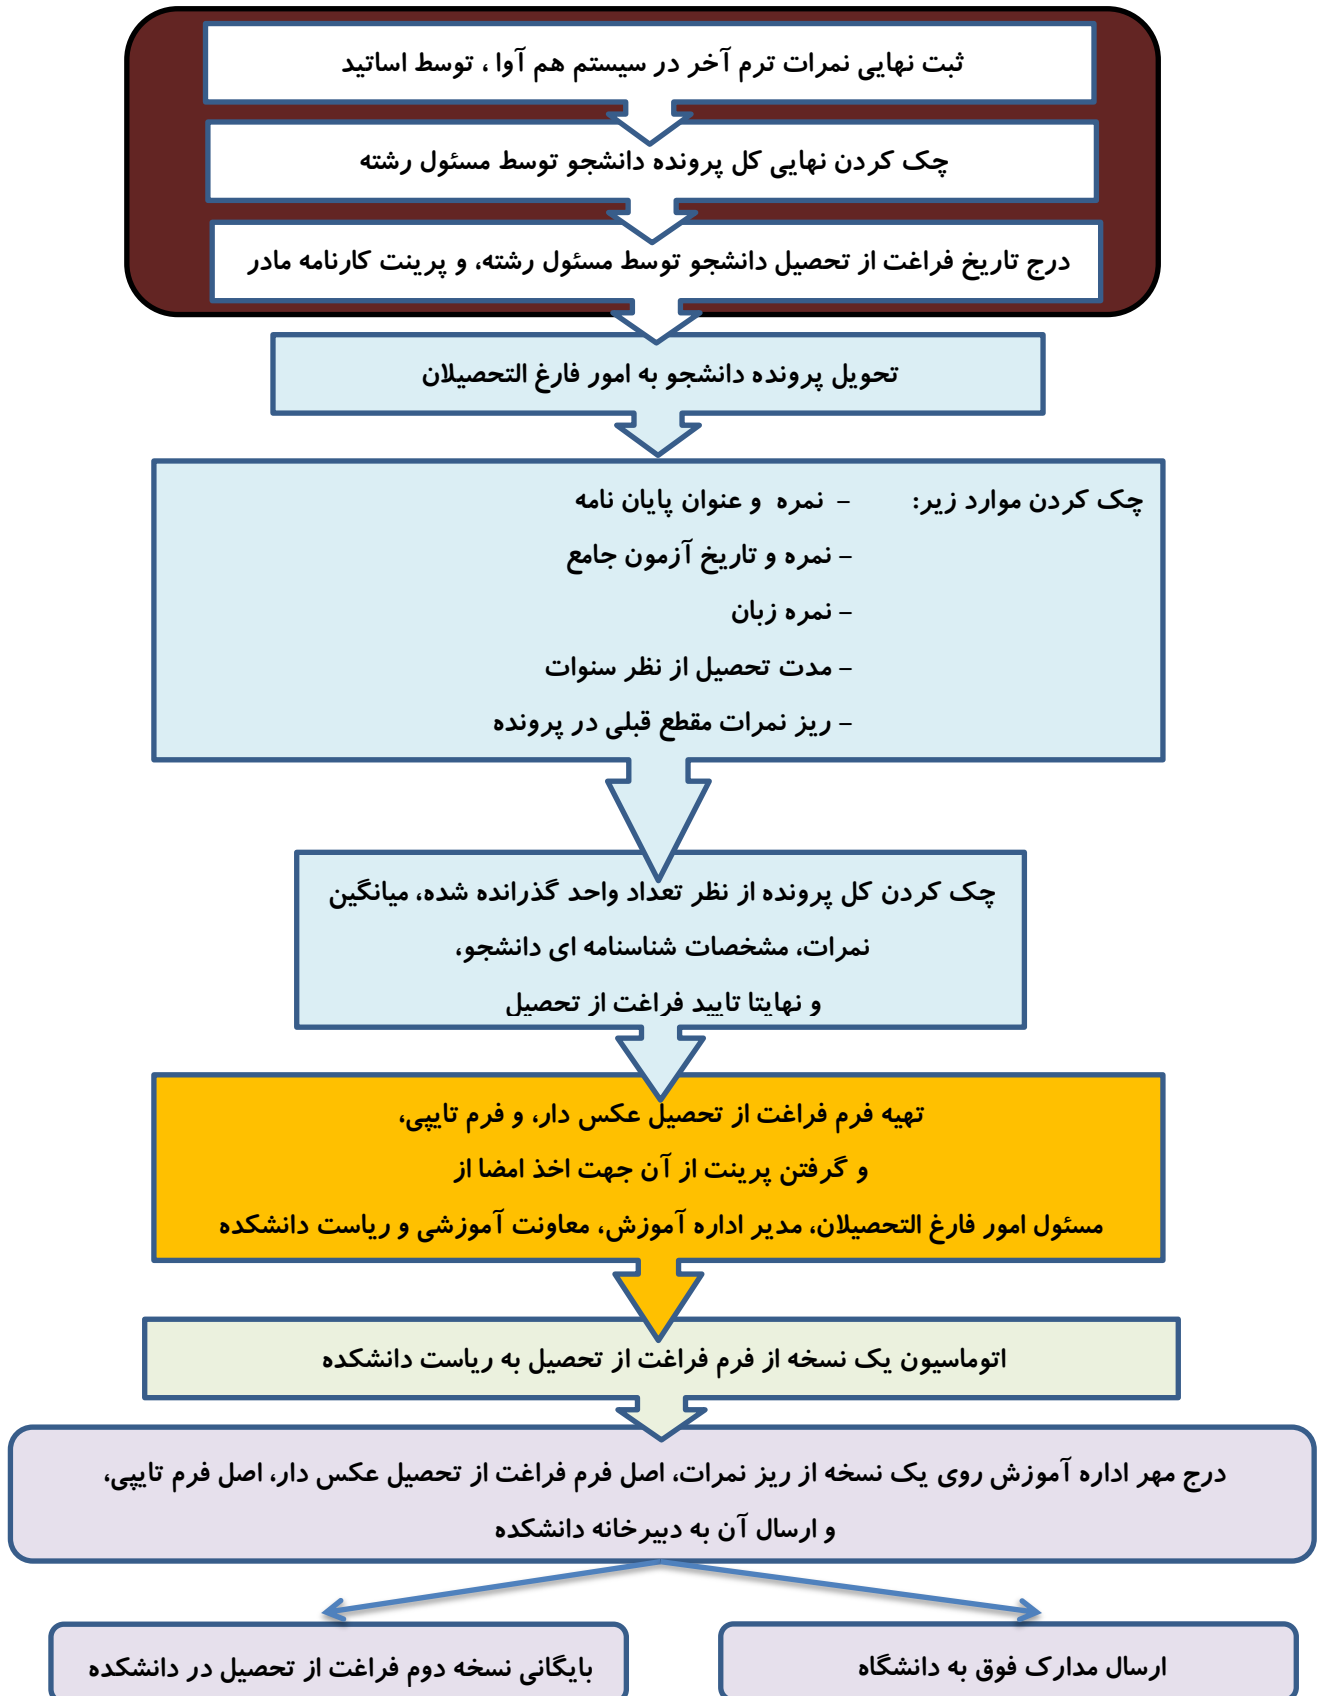 ثبت نهایی نمرات ترم آخر در سیستم هم آوا ، توسط اساتید
چک کردن نهایی کل پرونده دانشجو توسط مسئول رشته
درج تاریخ فراغت از تحصیل دانشجو توسط مسئول رشته، و پرینت کارنامه مادر
تحویل پرونده دانشجو به امور فارغ التحصیلان
چک کردن موارد زیر: – نمره و عنوان پایان نامه
– نمره و تاریخ آزمون جامع
– نمره زبان
– مدت تحصیل از نظر سنوات
– ریز نمرات مقطع قبلی در پرونده
چک کردن کل پرونده از نظر تعداد واحد گذرانده شده، میانگین
نمرات، مشخصات شناسنامه ای دانشجو،
و نهایتا تایید فراغت از تحصیل
تهیه فرم فراغت از تحصیل عکس دار، و فرم تایپی،
و گرفتن پرینت از آن جهت اخذ امضا از
مسئول امور فارغ التحصیلان، مدیر اداره آموزش، معاونت آموزشی و ریاست دانشکده
اتوماسیون یک نسخه از فرم فراغت از تحصیل به ریاست دانشکده
درج مهر اداره آموزش روی یک نسخه از ریز نمرات، اصل فرم فراغت از تحصیل عکس دار، اصل فرم تایپی،
و ارسال آن به دبیرخانه دانشکده
ارسال مدارک فوق به دانشگاه
بایگانی نسخه دوم فراغت از تحصیل در دانشکده